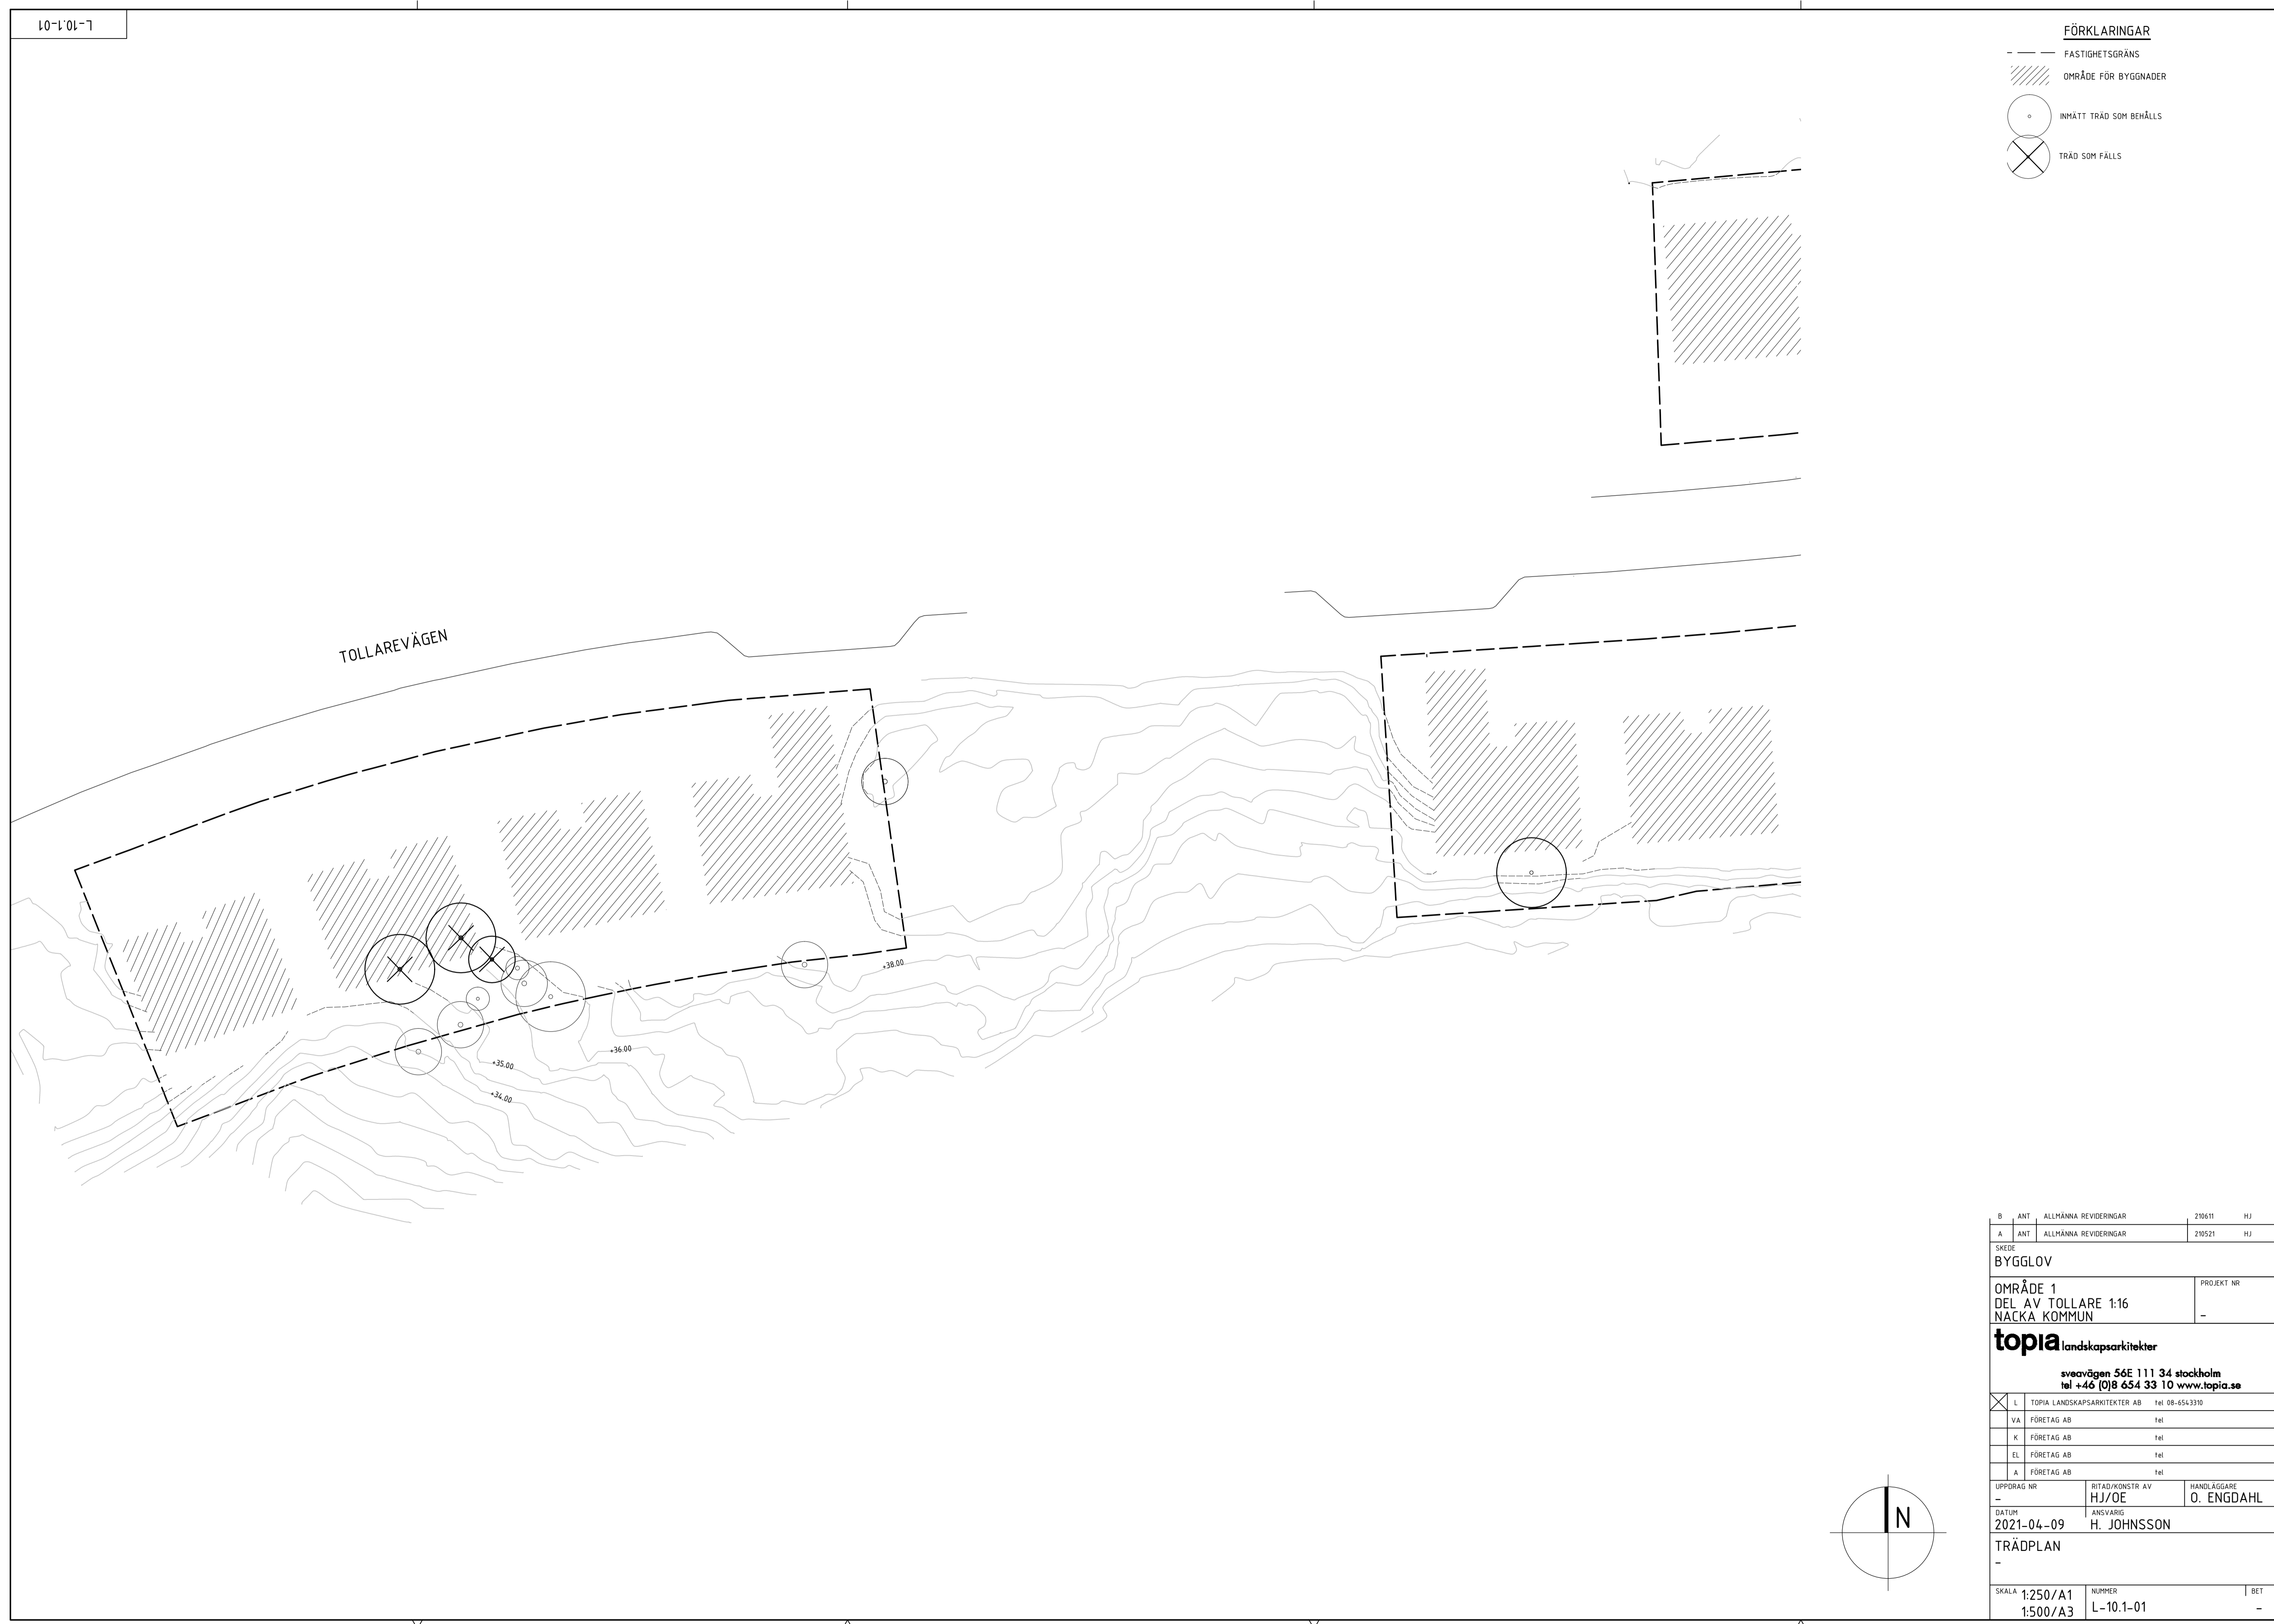 L-10.1-01
FÖRKLARINGAR
FASTIGHETSGRÄNS
OMRÅDE FÖR BYGGNADER
INMÄTT TRÄD SOM BEHÅLLS
TRÄD SOM FÄLLS
TOLLAREVÄGEN
+38.00
+36.00
+35.00
+34.00
N
B ANT ALLMÄNNA REVIDERINGAR 210611 HJ
A ANT ALLMÄNNA REVIDERINGAR 210521 HJ
SKEDE
BYGGLOV
OMRÅDE 1
DEL AV TOLLARE 1:16
NACKA KOMMUN
PROJEKT NR
-
topia landskapsarkitekter
sveavägen 56E 111 34 stockholm
tel +46 (0)8 654 33 10 www.topia.se
L TOPIA LANDSKAPSARKITEKTER AB tel 08-6543310
VA FÖRETAG AB tel
K FÖRETAG AB tel
EL FÖRETAG AB tel
A FÖRETAG AB tel
UPPDRAG NR RITAD/KONSTR AV HANDLÄGGARE
- HJ/OE O. ENGDAHL
DATUM ANSVARIG
2021-04-09 H. JOHNSSON
TRÄDPLAN
-
SKALA 1:250/A1 NUMMER BET
1:500/A3 L-10.1-01 -